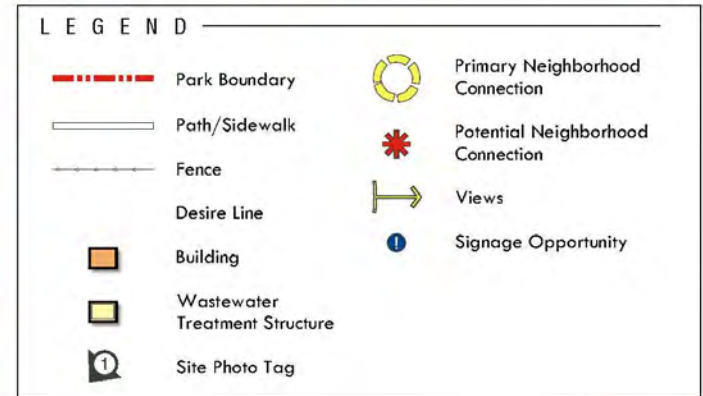 LEGEND
Park Boundary
Path/Sidewalk
Fence
Desire Line
Building
Wastewater
Treatment Structure
1
Site Photo Tag
Primary Neighborhood
Connection
Potential Neighborhood
Connection
Views
!
Signage Opportunity